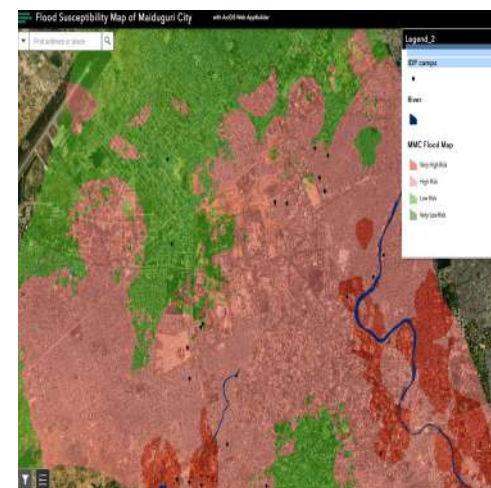 Flood Susceptibility Map of Maiduguri City with ArcGIS Web AppBuilder
Find address or place
Legend_2
IDP camps
River
MMC Flood Map
Very High Risk
High Risk
Low Risk
Very Low Risk